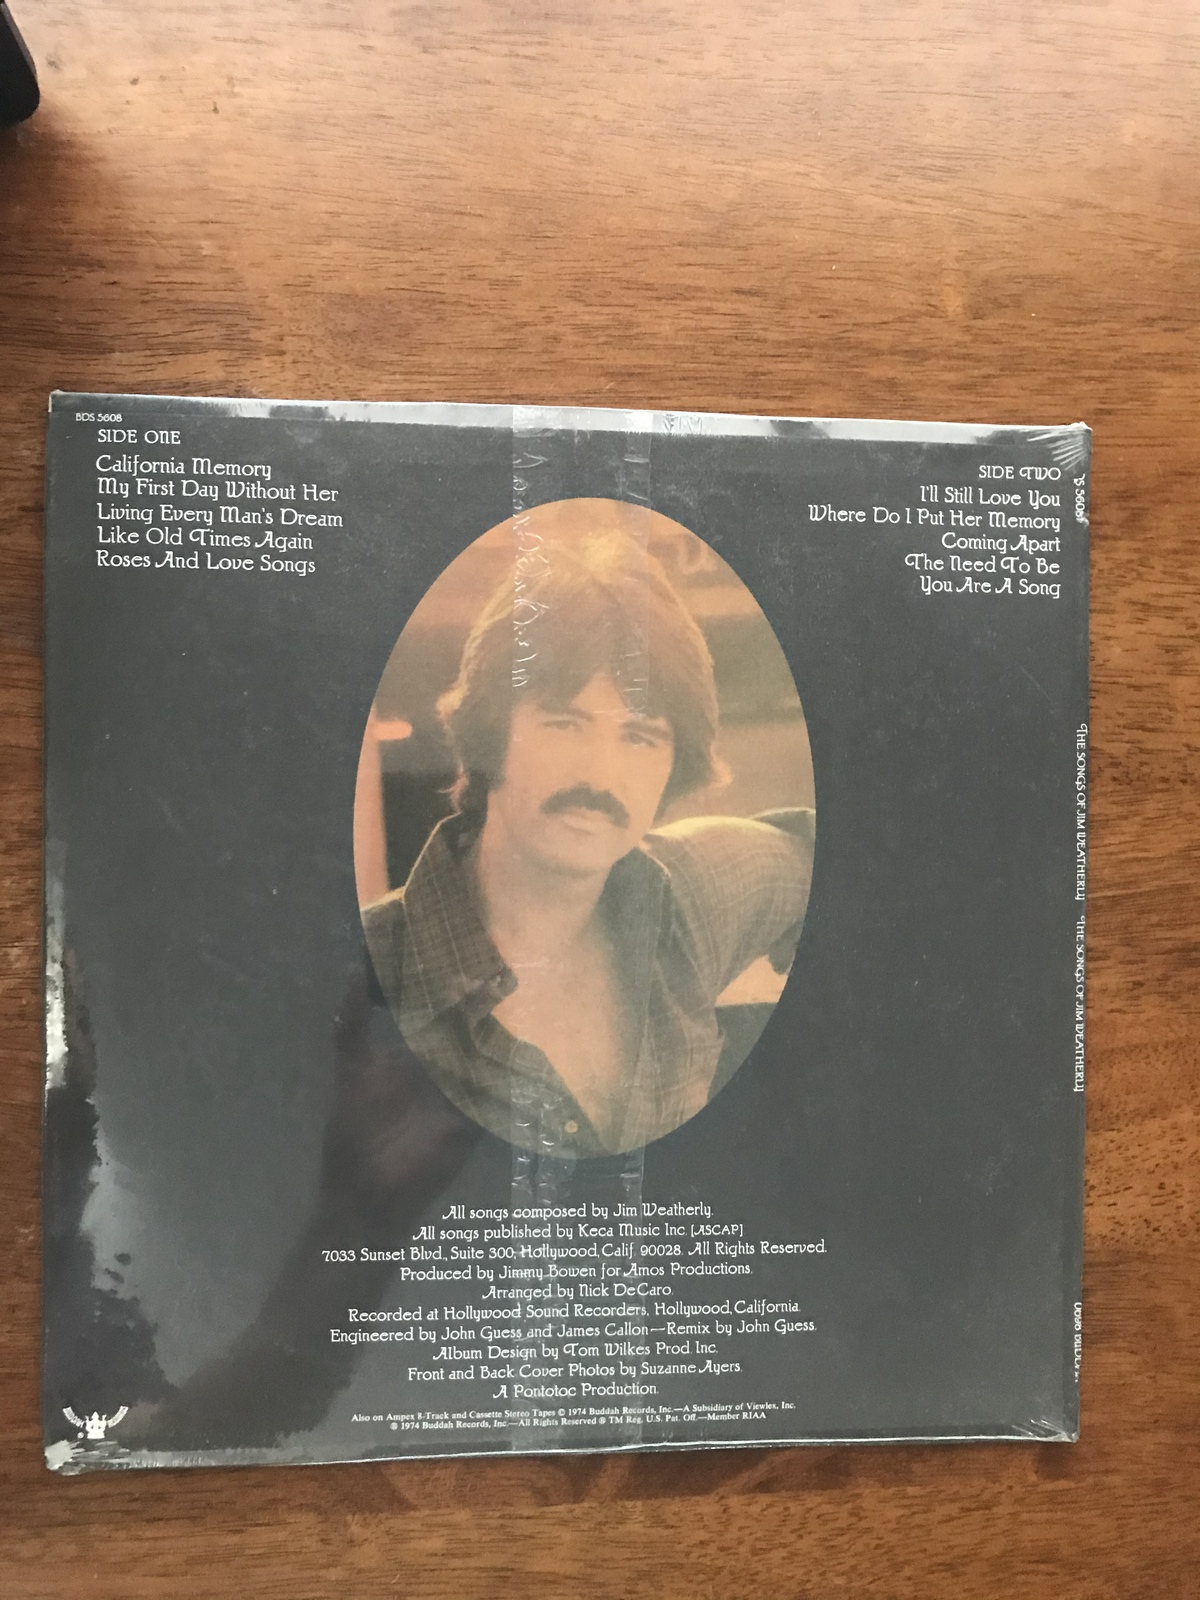 BDS 5608
SIDE ONE
California Memory
My First Day Without Her
Living Every Man's Dream
Like Old Times Again
Roses And Love Songs
SIDE TWO
I'll Still Love You
Where Do I Put Her Memory
Coming Apart
The Need To Be
You Are A Song
S 5608
THE SONGS OF JIM WEATHERLY THE SONGS OF JIM WEATHERLY
All songs composed by Jim Weatherly.
All songs published by Keca Music Inc. [ASCAP]
7033 Sunset Blvd., Suite 300, Hollywood, Calif. 90028. All Rights Reserved.
Produced by Jimmy Bowen for Amos Productions.
Arranged by Nick DeCaro.
Recorded at Hollywood Sound Recorders, Hollywood, California.
Engineered by John Guess and James Callon—Remix by John Guess.
Album Design by Tom Wilkes Prod. Inc.
Front and Back Cover Photos by Suzanne Ayers.
A Pontotoc Production.
Also on Ampex 8-Track and Cassette Stereo Tapes © 1974 Buddah Records, Inc.—A Subsidiary of Viewlex, Inc.
℗ 1974 Buddah Records, Inc.—All Rights Reserved ® TM Reg. U.S. Pat. Off.—Member RIAA